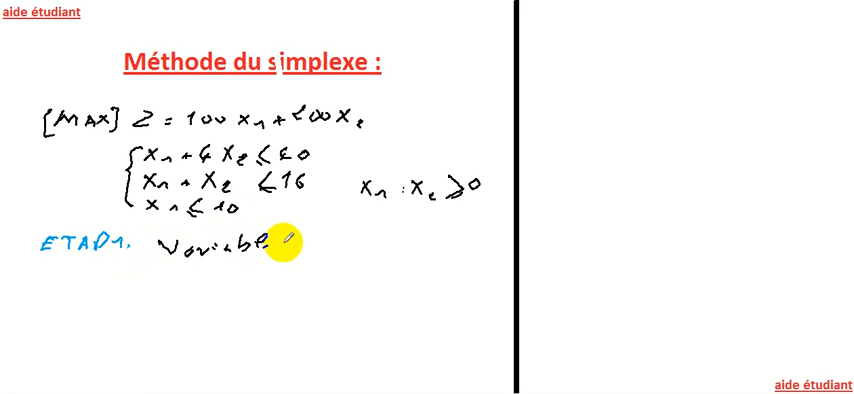 aide étudiant
Méthode du simplexe :
[MAX] Z = 100 x₁ + 200 x₂
x₁ + 4 x₂ ≤ 40
x₁ + x₂ ≤ 16
x₁ ≤ 10
x₁ : x₂ ≥ 0
ETAP1. Variable
aide étudiant